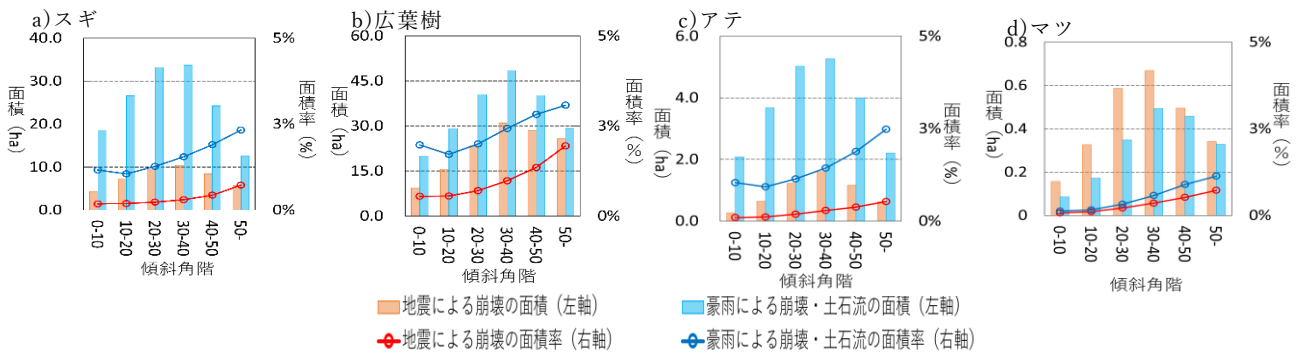 a)スギ
面積 (ha)
40.0
30.0
20.0
10.0
0.0
5%
3%
0%
面積率 (%)
0-10
10-20
20-30
30-40
40-50
50-
傾斜角階
b)広葉樹
面積 (ha)
60.0
45.0
30.0
15.0
0.0
5%
3%
0%
面積率 (%)
0-10
10-20
20-30
30-40
40-50
50-
傾斜角階
c)アテ
面積 (ha)
6.0
4.0
2.0
0.0
5%
3%
0%
面積率 (%)
0-10
10-20
20-30
30-40
40-50
50-
傾斜角階
d)マツ
面積 (ha)
0.8
0.6
0.4
0.2
0
5%
3%
0%
面積率 (%)
0-10
10-20
20-30
30-40
40-50
50-
傾斜角階
地震による崩壊の面積（左軸）
豪雨による崩壊・土石流の面積（左軸）
地震による崩壊の面積率（右軸）
豪雨による崩壊・土石流の面積率（右軸）